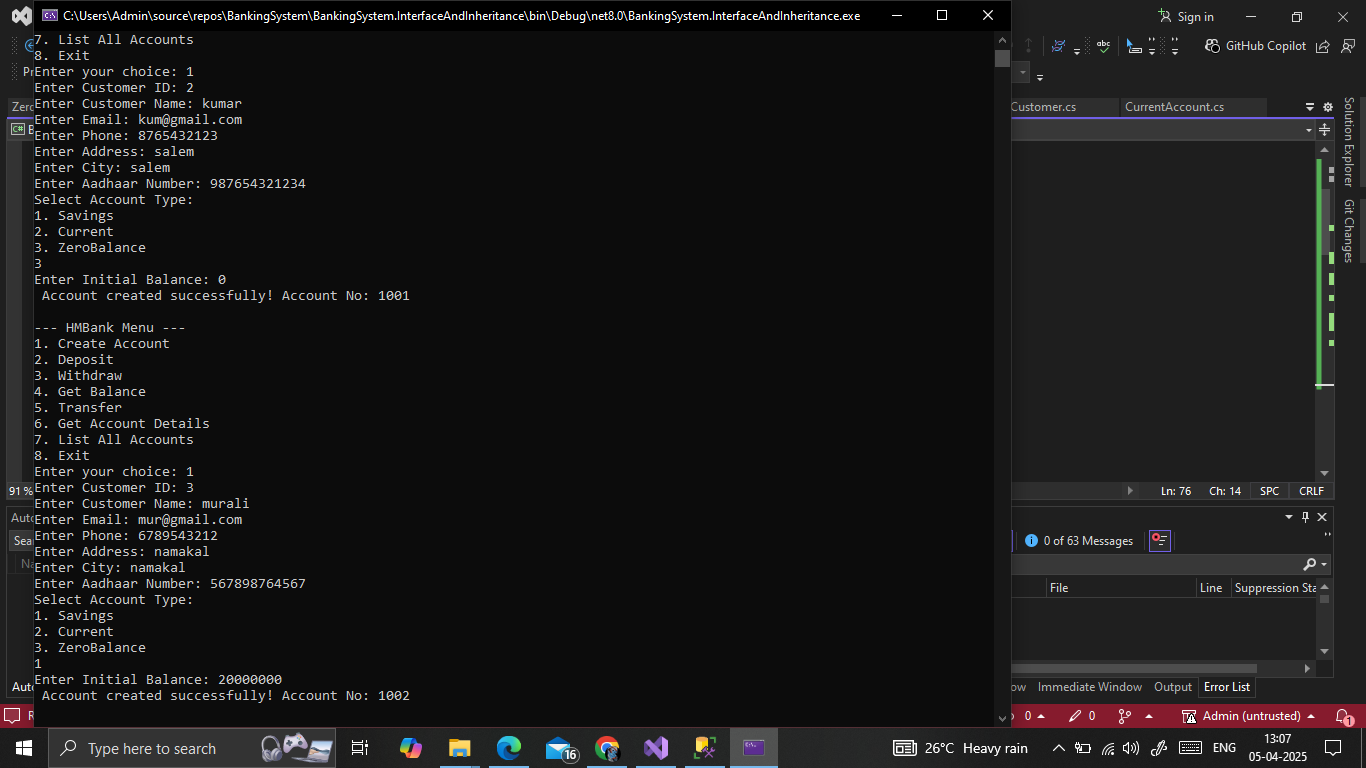 C:\Users\Admin\source\repos\BankingSystem\BankingSystem.InterfaceAndInheritance\bin\Debug\net8.0\BankingSystem.InterfaceAndInheritance.exe
Sign in
GitHub Copilot
7. List All Accounts
8. Exit
Enter your choice: 1
Enter Customer ID: 2
Enter Customer Name: kumar
Enter Email: kum@gmail.com
Enter Phone: 8765432123
Enter Address: salem
Enter City: salem
Enter Aadhaar Number: 987654321234
Select Account Type:
1. Savings
2. Current
3. ZeroBalance
3
Enter Initial Balance: 0
Account created successfully! Account No: 1001
--- HMBank Menu ---
1. Create Account
2. Deposit
3. Withdraw
4. Get Balance
5. Transfer
6. Get Account Details
7. List All Accounts
8. Exit
Enter your choice: 1
Enter Customer ID: 3
Enter Customer Name: murali
Enter Email: mur@gmail.com
Enter Phone: 6789543212
Enter Address: namakal
Enter City: namakal
Enter Aadhaar Number: 567898764567
Select Account Type:
1. Savings
2. Current
3. ZeroBalance
1
Enter Initial Balance: 20000000
Account created successfully! Account No: 1002
Zero
Customer.cs
CurrentAccount.cs
C#
abc
Solution Explorer
Git Changes
91 %
Ln: 76 Ch: 14 SPC CRLF
Auto
Sea
0 of 63 Messages
File Line Suppression Sta
Auto
ow Immediate Window Output Error List
0 0 Admin (untrusted) 1
Type here to search
16
26°C Heavy rain
ENG
13:07
05-04-2025